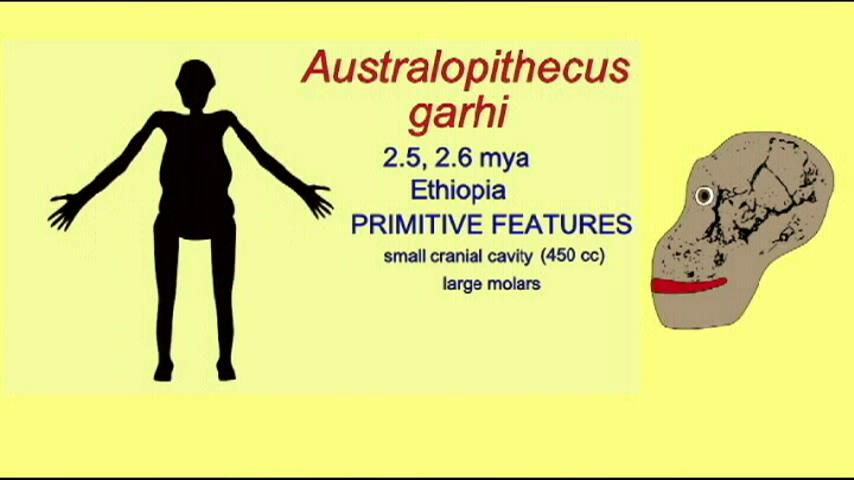 Australopithecus
garhi
2.5, 2.6 mya
Ethiopia
PRIMITIVE FEATURES
small cranial cavity (450 cc)
large molars